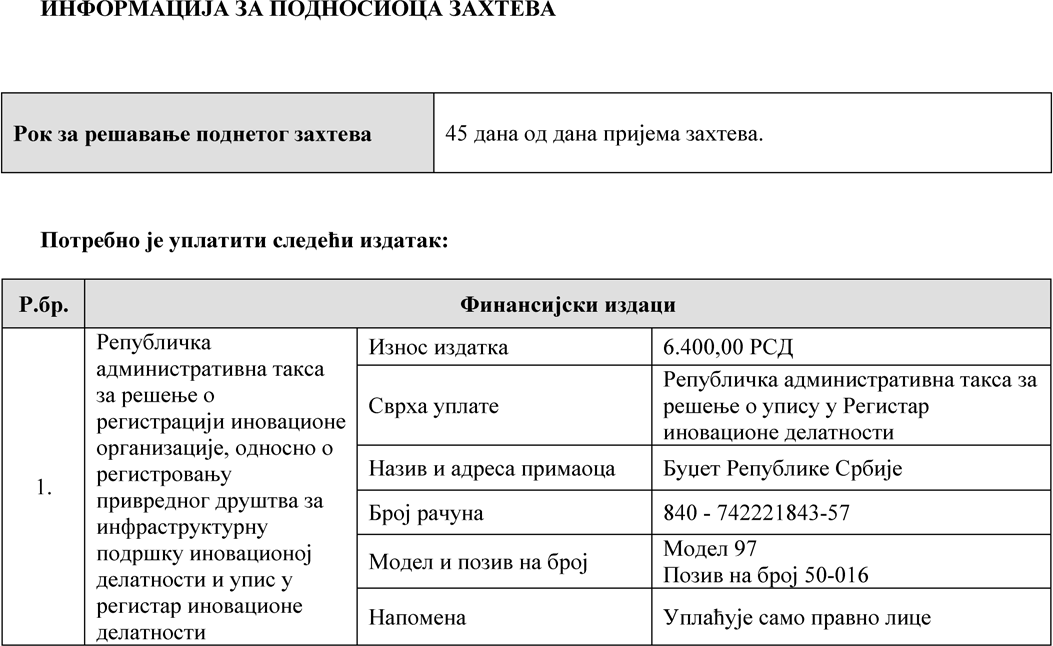 ИНФОРМАЦИЈА ЗА ПОДНОСИОЦА ЗАХТЕВА
Рок за решавање поднетог захтева
45 дана од дана пријема захтева.
Потребно је уплатити следећи издатак:
Р.бр.
Финансијски издаци
1.
Републичка
административна такса
за решење о
регистрацији иновационе
организације, односно о
регистровању
привредног друштва за
инфраструктурну
подршку иновационој
делатности и упис у
регистар иновационе
делатности
Износ издатка
6.400,00 РСД
Сврха уплате
Републичка административна такса за
решење о упису у Регистар
иновационе делатности
Назив и адреса примаоца
Буџет Републике Србије
Број рачуна
840 - 742221843-57
Модел и позив на број
Модел 97
Позив на број 50-016
Напомена
Уплаћује само правно лице